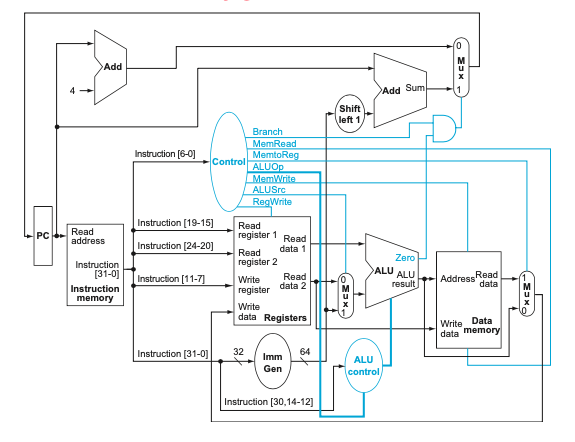 0
M
u
x
1
Add
4
Add
Sum
Shift
left 1
Branch
MemRead
MemtoReg
ALUOp
MemWrite
ALUSrc
RegWrite
Control
Instruction [6-0]
PC
Read
address
Instruction
[31-0]
Instruction
memory
Instruction [19-15]
Instruction [24-20]
Instruction [11-7]
Read
register 1
Read
data 1
Read
register 2
Write
register
Read
data 2
Write
data
Registers
0
M
u
x
1
Zero
ALU
ALU
result
Address
Read
data
Write
data
Data
memory
1
M
u
x
0
Instruction [31-0]
32
Imm
Gen
64
ALU
control
Instruction [30,14-12]